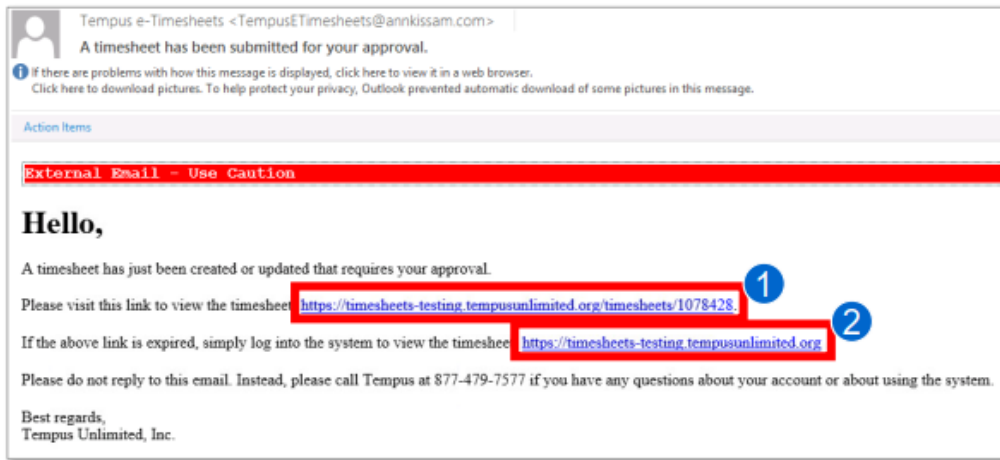 Tempus e-Timesheets <TempusETimesheets@annkissam.com>
A timesheet has been submitted for your approval.
If there are problems with how this message is displayed, click here to view it in a web browser.
Click here to download pictures. To help protect your privacy, Outlook prevented automatic download of some pictures in this message.
Action Items
External Email - Use Caution
Hello,
A timesheet has just been created or updated that requires your approval.
1
Please visit this link to view the timesheet https://timesheets-testing.tempusunlimited.org/timesheets/1078428.
2
If the above link is expired, simply log into the system to view the timeshee https://timesheets-testing.tempusunlimited.org
Please do not reply to this email. Instead, please call Tempus at 877-479-7577 if you have any questions about your account or about using the system.
Best regards,
Tempus Unlimited, Inc.